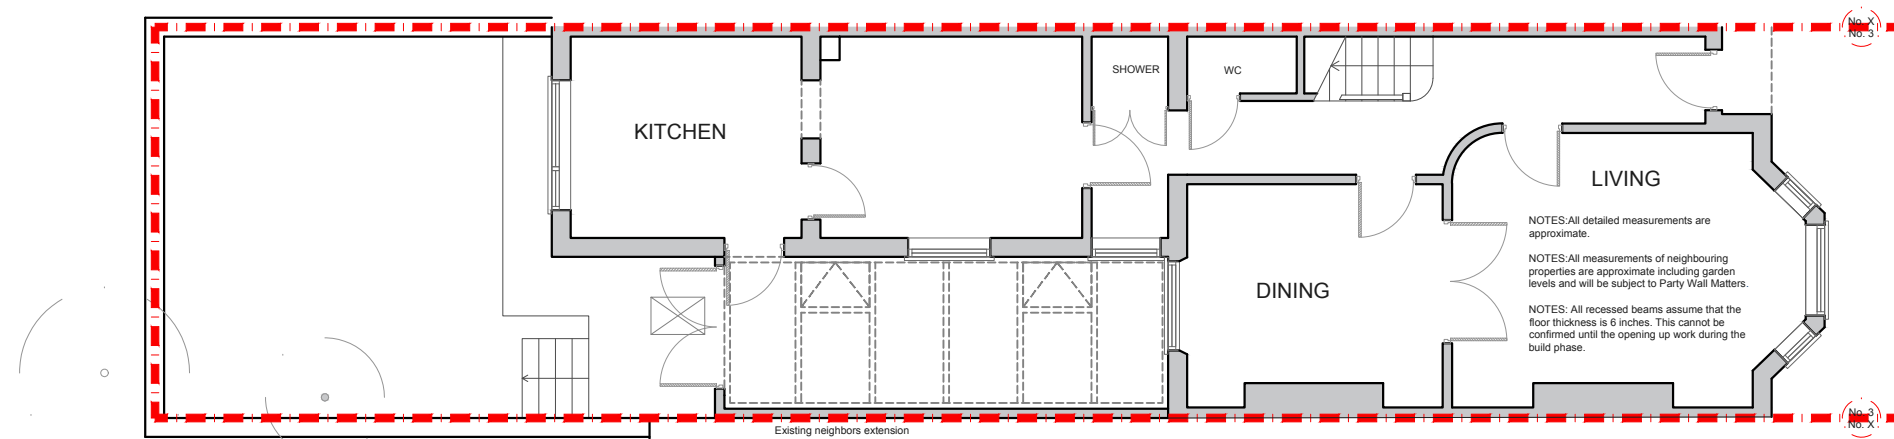 No. X
No. 3
SHOWER
WC
KITCHEN
LIVING
NOTES:All detailed measurements are
approximate.
NOTES:All measurements of neighbouring
properties are approximate including garden
levels and will be subject to Party Wall Matters.
NOTES: All recessed beams assume that the
floor thickness is 6 inches. This cannot be
confirmed until the opening up work during the
build phase.
DINING
No. 3
No. X
Existing neighbors extension